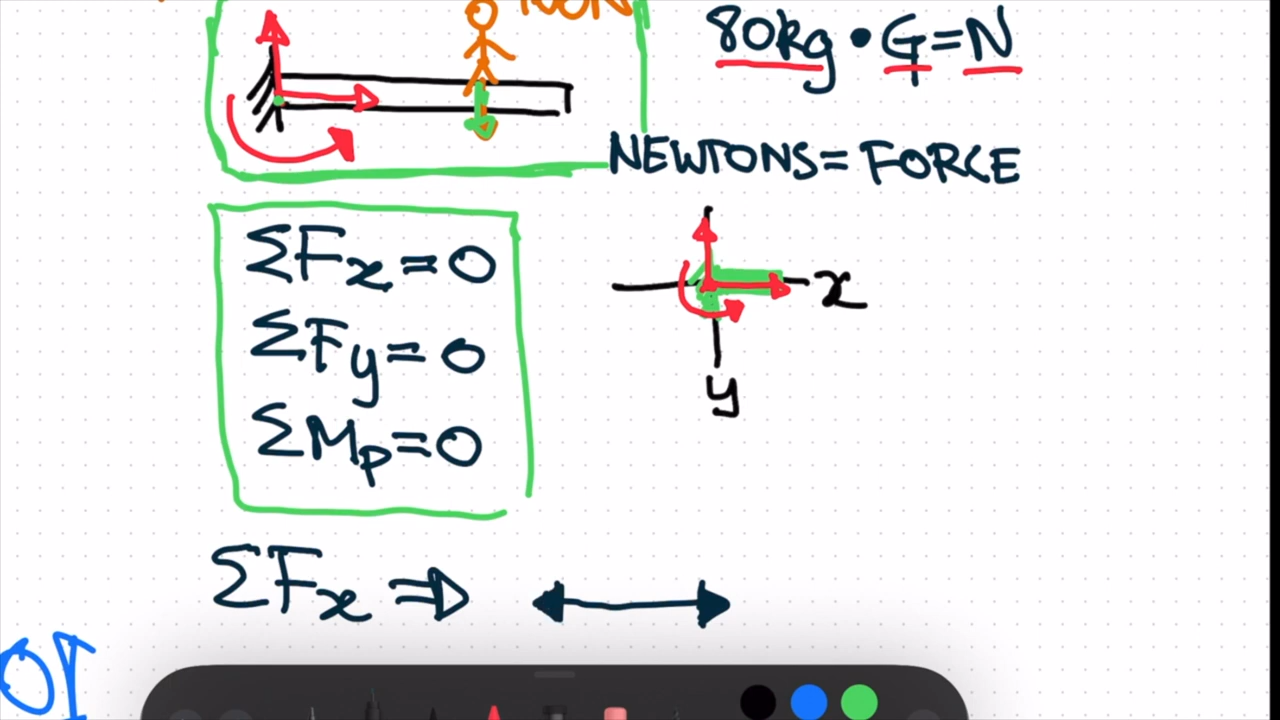 80kg • G = N
NEWTONS = FORCE
ΣFx = 0
x
ΣFy = 0
y
ΣMp = 0
ΣFx ⇒ ↔